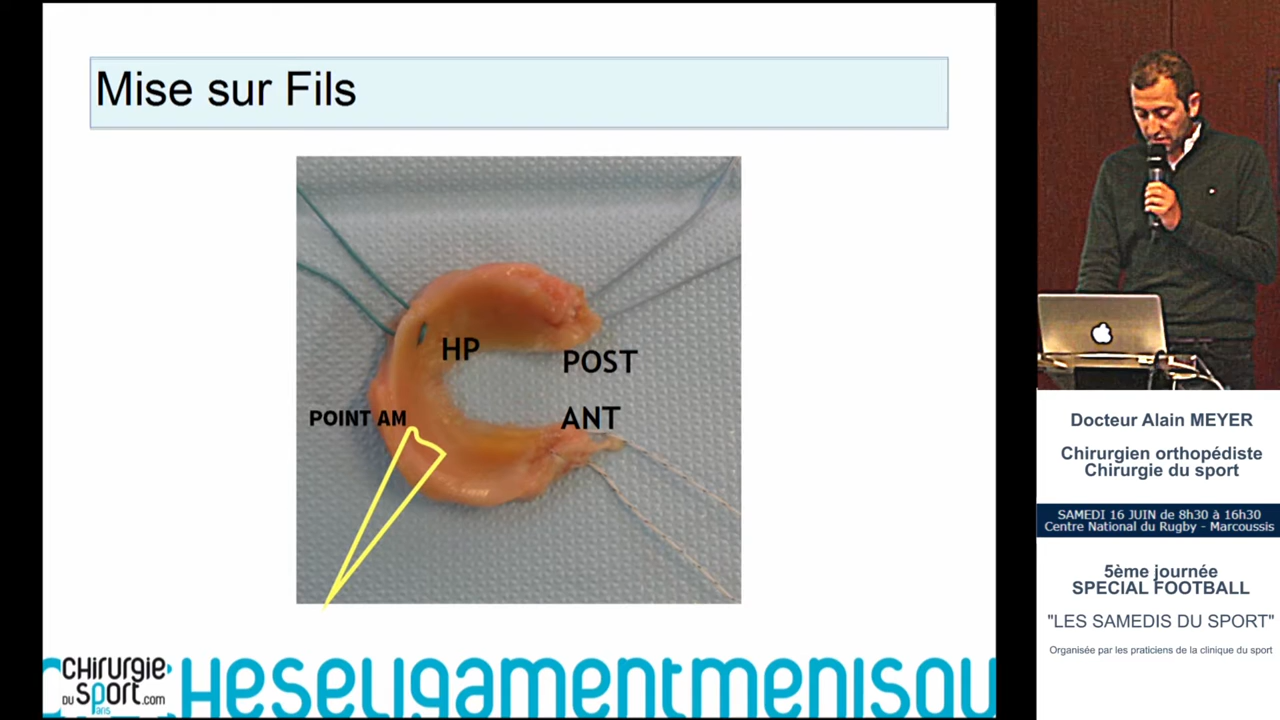 Mise sur Fils
HP
POST
POINT AM
ANT
CHIRURGIE
DU SPORT.com
Paris
HESELIGAMENTMENISQU
Docteur Alain MEYER
Chirurgien orthopédiste
Chirurgie du sport
SAMEDI 16 JUIN de 8h30 à 16h30
Centre National du Rugby - Marcoussis
5ème journée
SPECIAL FOOTBALL
"LES SAMEDIS DU SPORT"
Organisée par les praticiens de la clinique du sport